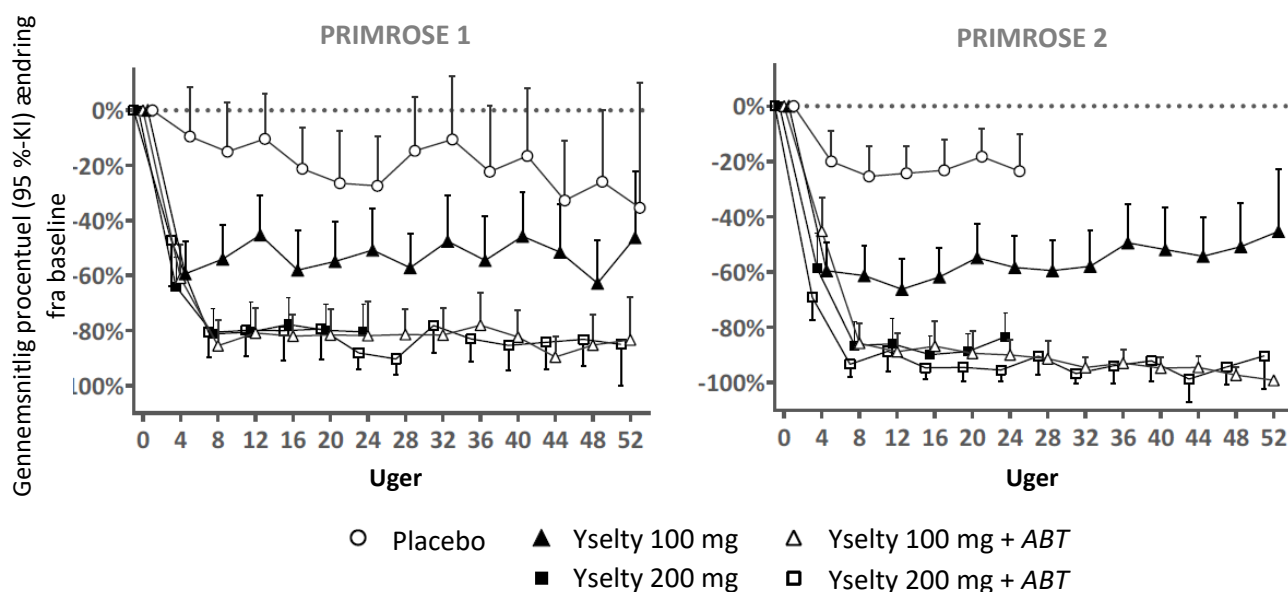 Gennemsnitlig procentuel (95 %-KI) ændring
fra baseline
PRIMROSE 1
0%
-20%
-40%
-60%
-80%
100%
0 4 8 12 16 20 24 28 32 36 40 44 48 52
Uger
PRIMROSE 2
0%
-20%
-40%
-60%
-80%
-100%
0 4 8 12 16 20 24 28 32 36 40 44 48 52
Uger
Placebo Yselty 100 mg Yselty 100 mg + ABT
Yselty 200 mg Yselty 200 mg + ABT